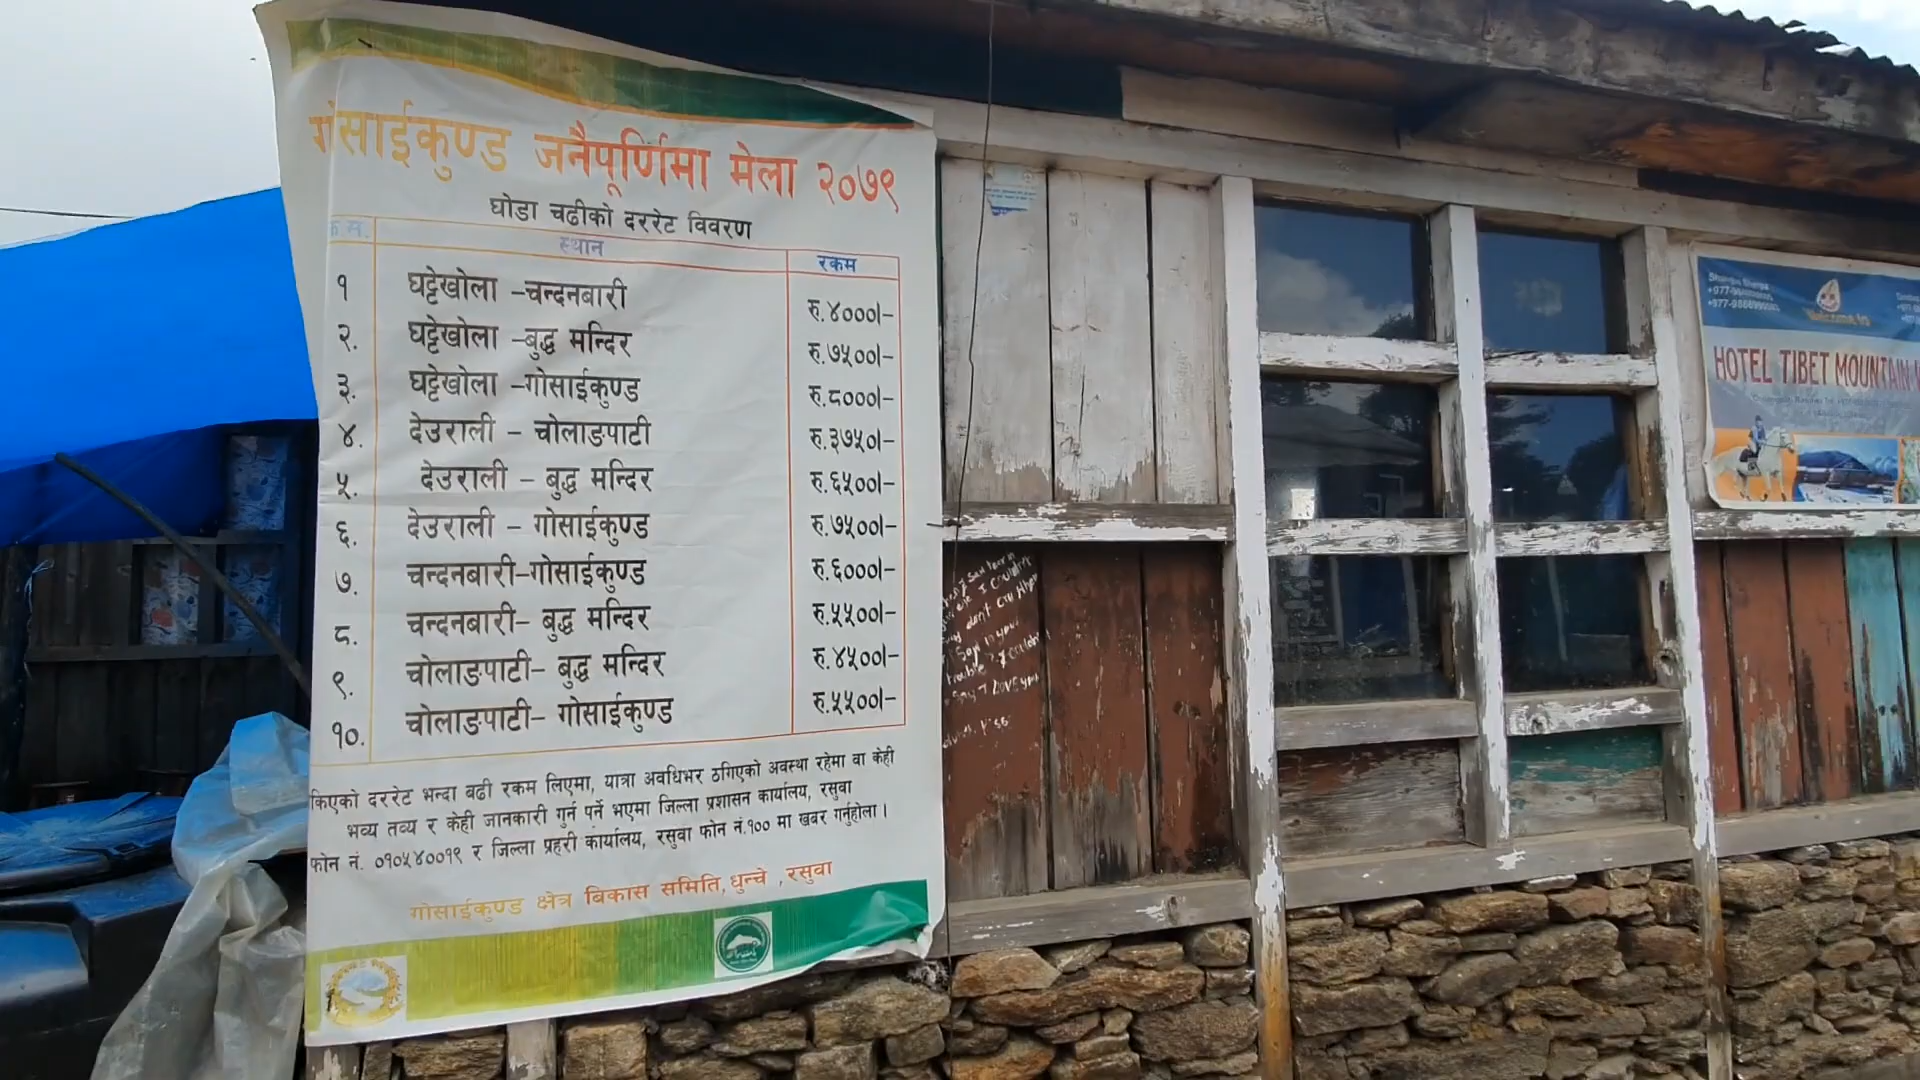 गोसाईकुण्ड जनैपूर्णिमा मेला २०७९
घोडा चढीको दररेट विवरण
क्र.स. स्थान रकम
१ घट्टेखोला -चन्दनबारी रु.४०००।-
२. घट्टेखोला -बुद्ध मन्दिर रु.७५००।-
३. घट्टेखोला -गोसाईकुण्ड रु.८०००।-
४. देउराली - चोलाङपाटी रु.३७५०।-
५. देउराली - बुद्ध मन्दिर रु.६५००।-
६. देउराली - गोसाईकुण्ड रु.७५००।-
७. चन्दनबारी-गोसाईकुण्ड रु.६०००।-
८. चन्दनबारी- बुद्ध मन्दिर रु.५५००।-
९. चोलाङपाटी- बुद्ध मन्दिर रु.४५००।-
१०. चोलाङपाटी- गोसाईकुण्ड रु.५५००।-
किएको दररेट भन्दा बढी रकम लिएमा, यात्रा अवधिभर ठगिएको अवस्था रहेमा वा केही
भव्य तव्य र केही जानकारी गुर्न पर्ने भएमा जिल्ला प्रशासन कार्यालय, रसुवा
फोन नं. ०१०५४००१९ र जिल्ला प्रहरी कार्यालय, रसुवा फोन नं.१०० मा खबर गर्नुहोला।
गोसाईकुण्ड क्षेत्र बिकास समिति, धुन्चे , रसुवा
Welcome to
HOTEL TIBET MOUNTAIN